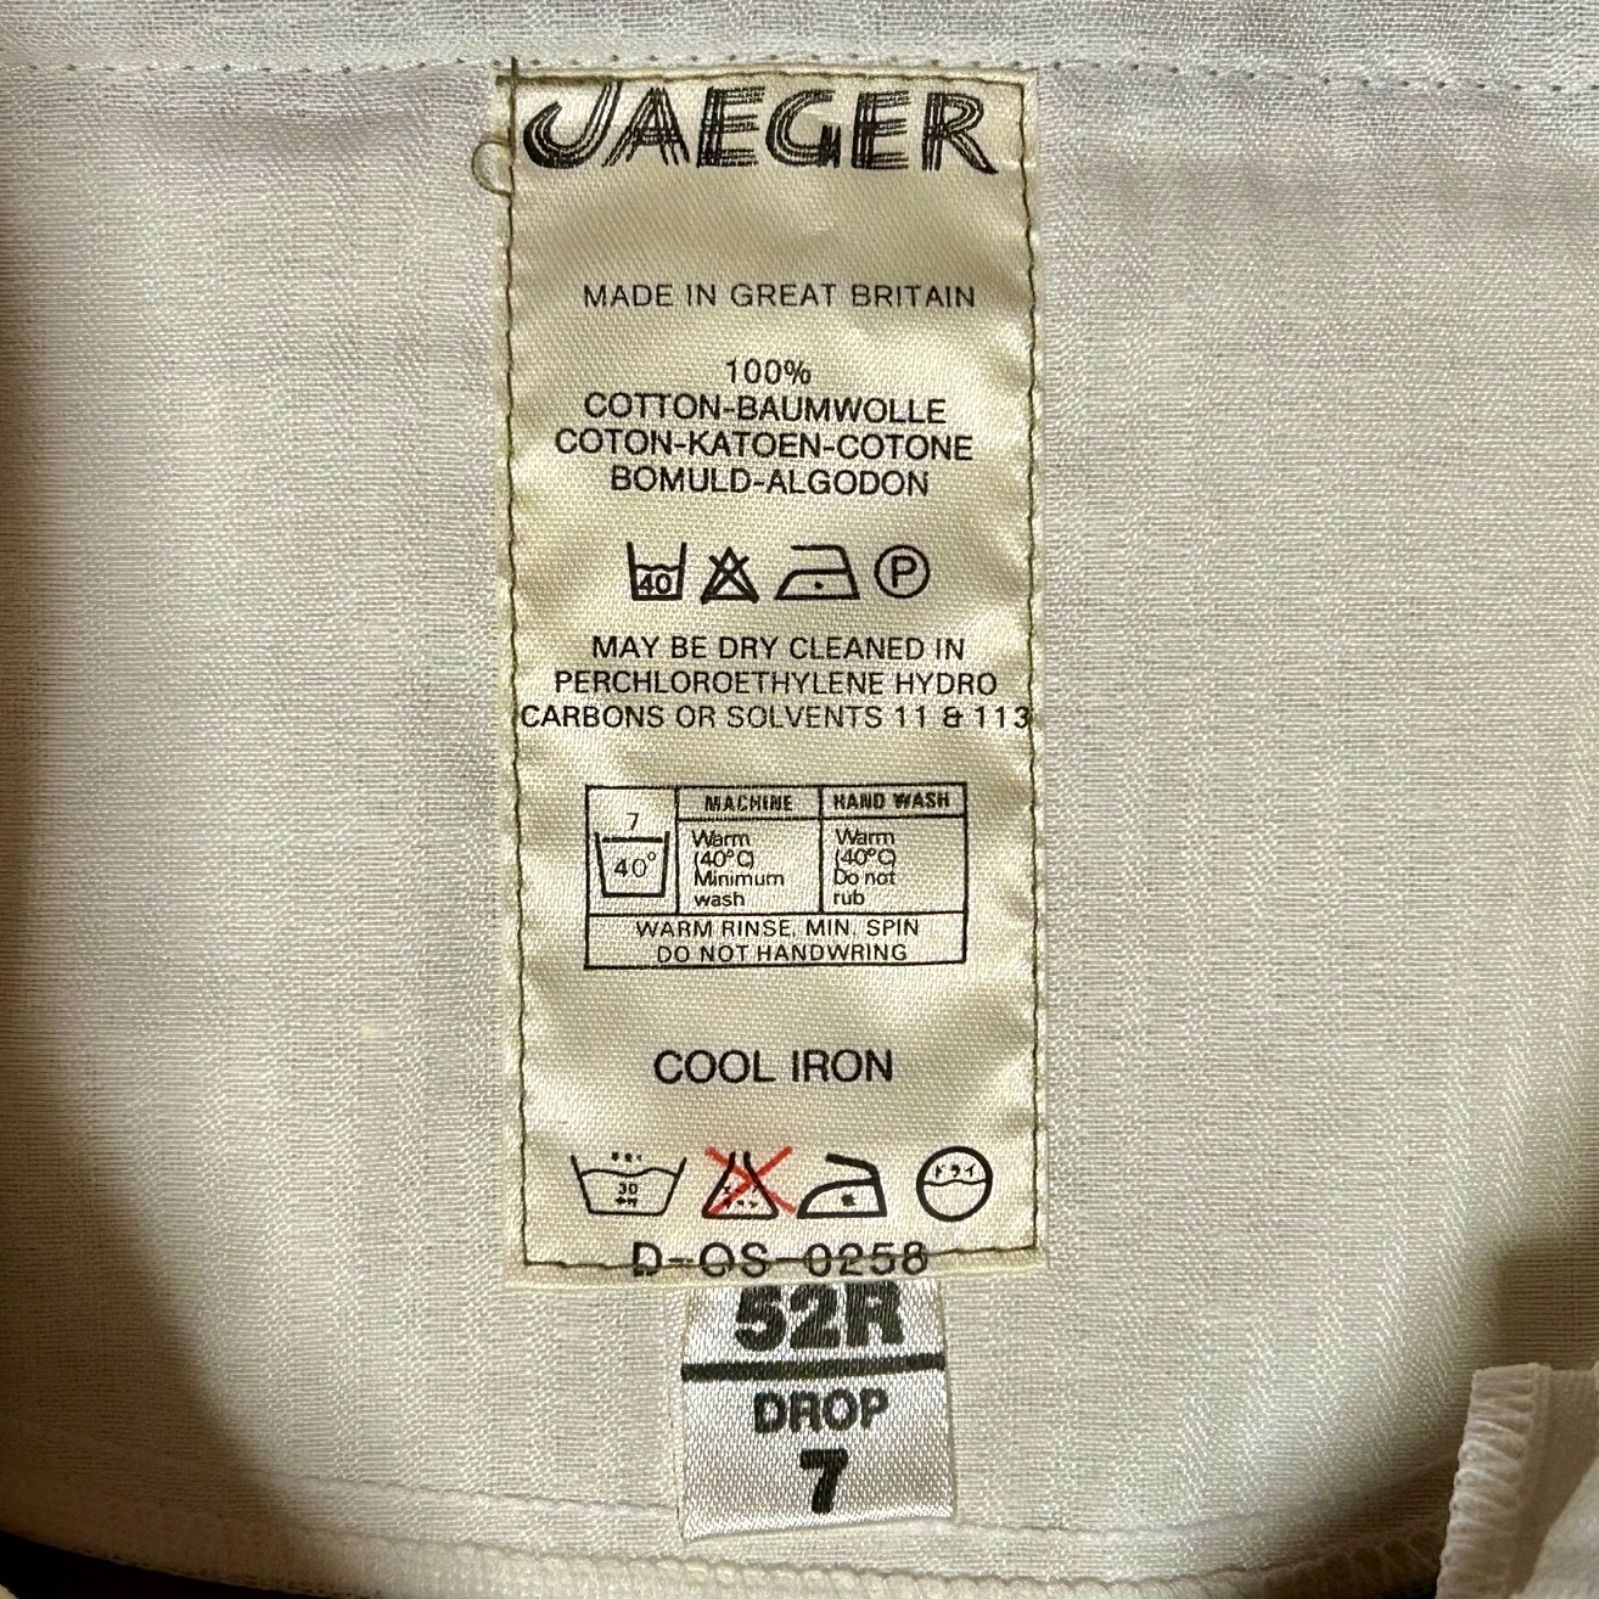 JAEGER
MADE IN GREAT BRITAIN
100%
COTTON-BAUMWOLLE
COTON-KATOEN-COTONE
BOMULD-ALGODON
40 P
MAY BE DRY CLEANED IN
PERCHLOROETHYLENE HYDRO
CARBONS OR SOLVENTS 11 & 113
7
40°
MACHINE
Warm
(40°C)
Minimum
wash
HAND WASH
Warm
(40°C)
Do not
rub
WARM RINSE, MIN. SPIN
DO NOT HANDWRING
COOL IRON
30
ドライ
D-QS-0258
52R
DROP
7